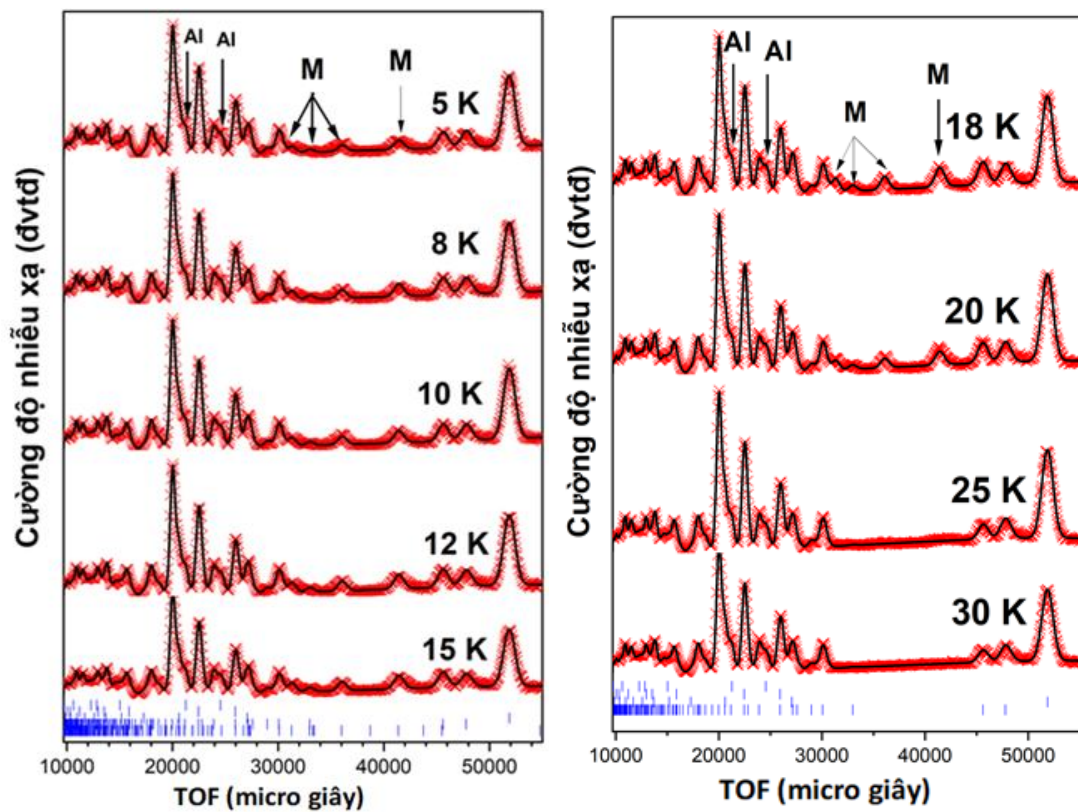 Cường độ nhiễu xạ (đvtđ)
Al
Al
M
M
5 K
8 K
10 K
12 K
15 K
10000 20000 30000 40000 50000
TOF (micro giây)
Cường độ nhiễu xạ (đvtđ)
Al
Al
M
M
18 K
20 K
25 K
30 K
10000 20000 30000 40000 50000
TOF (micro giây)